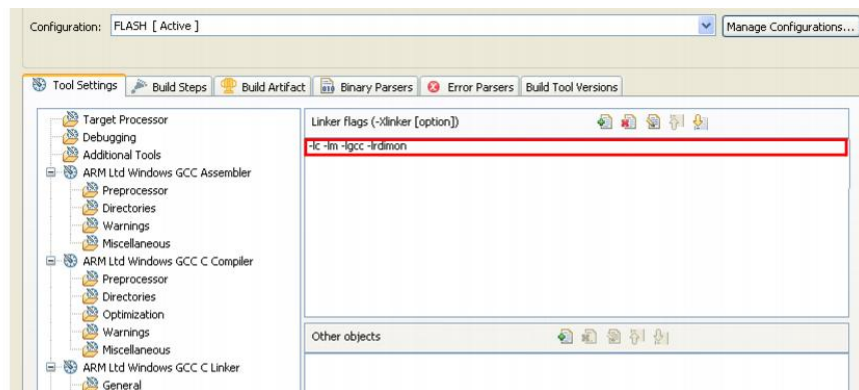 Configuration: FLASH [ Active ] Manage Configurations...
Tool Settings Build Steps Build Artifact Binary Parsers Error Parsers Build Tool Versions
Target Processor
Debugging
Additional Tools
ARM Ltd Windows GCC Assembler
Preprocessor
Directories
Warnings
Miscellaneous
ARM Ltd Windows GCC C Compiler
Preprocessor
Directories
Optimization
Warnings
Miscellaneous
ARM Ltd Windows GCC C Linker
General
Linker flags (-Xlinker [option])
-lc -lm -lgcc -lrdimon
Other objects